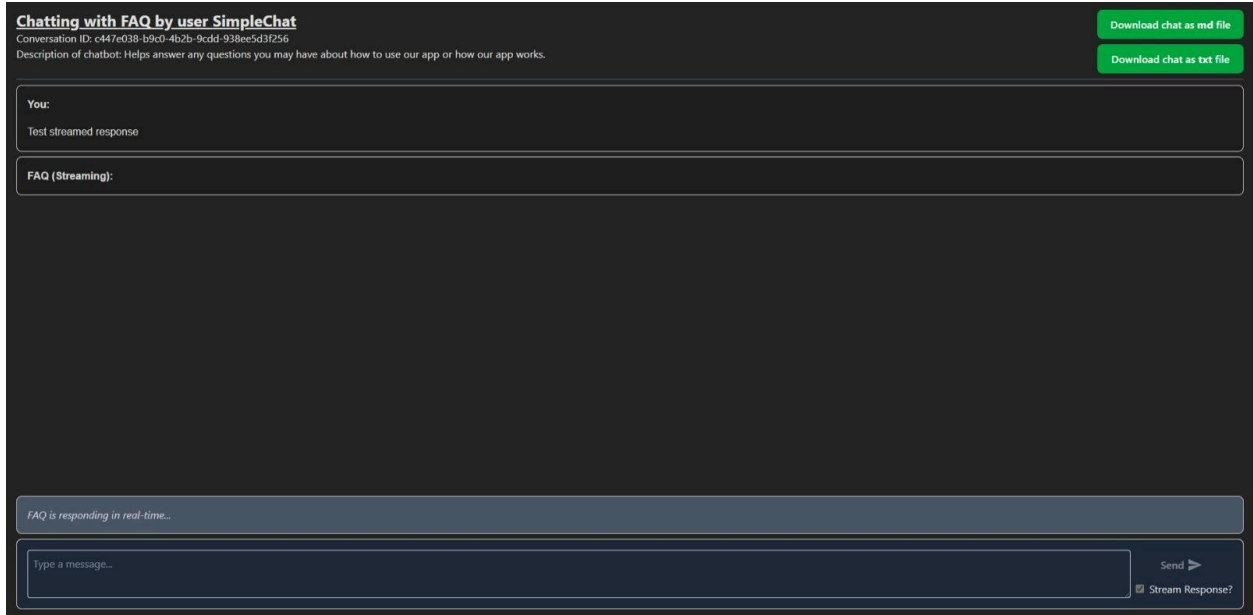 Chatting with FAQ by user SimpleChat
Conversation ID: c447e038-b9c0-4b2b-9cdd-938ee5d3f256
Description of chatbot: Helps answer any questions you may have about how to use our app or how our app works.
Download chat as md file
Download chat as txt file
You:
Test streamed response
FAQ (Streaming):
FAQ is responding in real-time...
Type a message...
Send
Stream Response?